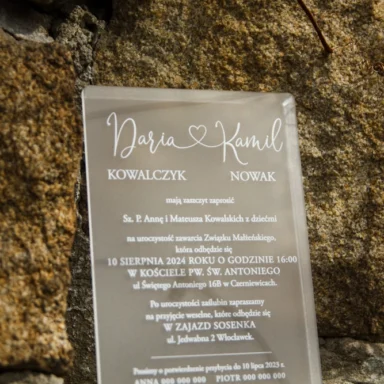 Daria Kamil
KOWALCZYK NOWAK
mają zaszczyt zaprosić
Sz. P. Annę i Mateusza Kowalskich z dziećmi
na uroczystość zawarcia Związku Małżeńskiego,
która odbędzie się
10 SIERPNIA 2024 ROKU O GODZINIE 16:00
W KOŚCIELE PW. ŚW. ANTONIEGO
ul Świętego Antoniego 16B w Czerniewicach.
Po uroczystości zaślubin zapraszamy
na przyjęcie weselne, które odbędzie się
W ZAJAZD SOSENKA
ul. Jedwabna 2 Włocławek.
Prosimy o potwierdzenie przybycia do 10 lipca 2023 r.
ANNA 000 000 000 PIOTR 000 000 000